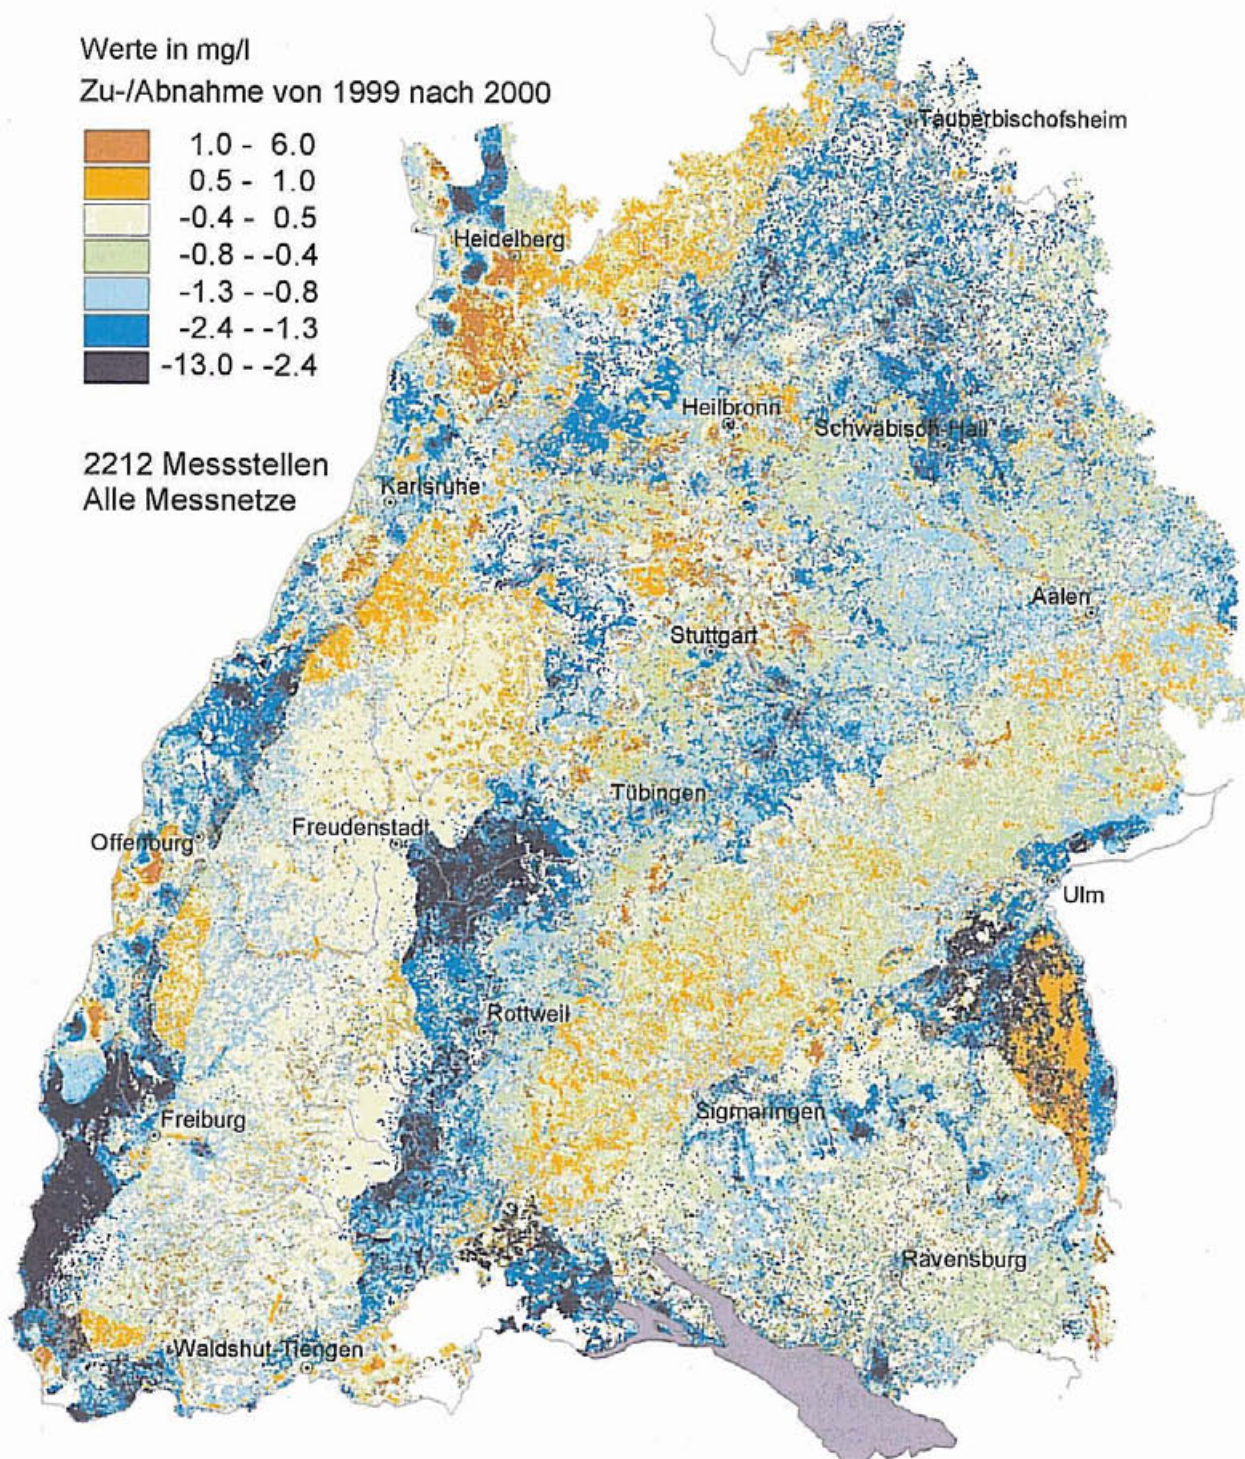 Werte in mg/l
Zu-/Abnahme von 1999 nach 2000
1.0 - 6.0
0.5 - 1.0
-0.4 - 0.5
-0.8 - -0.4
-1.3 - -0.8
-2.4 - -1.3
-13.0 - -2.4
2212 Messstellen
Alle Messnetze
Tauberbischofsheim
Heidelberg
Heilbronn
Schwäbisch-Hall
Karlsruhe
Aalen
Stuttgart
Tübingen
Freudenstadt
Offenburg
Ulm
Rottweil
Sigmaringen
Freiburg
Ravensburg
Waldshut-Tiengen